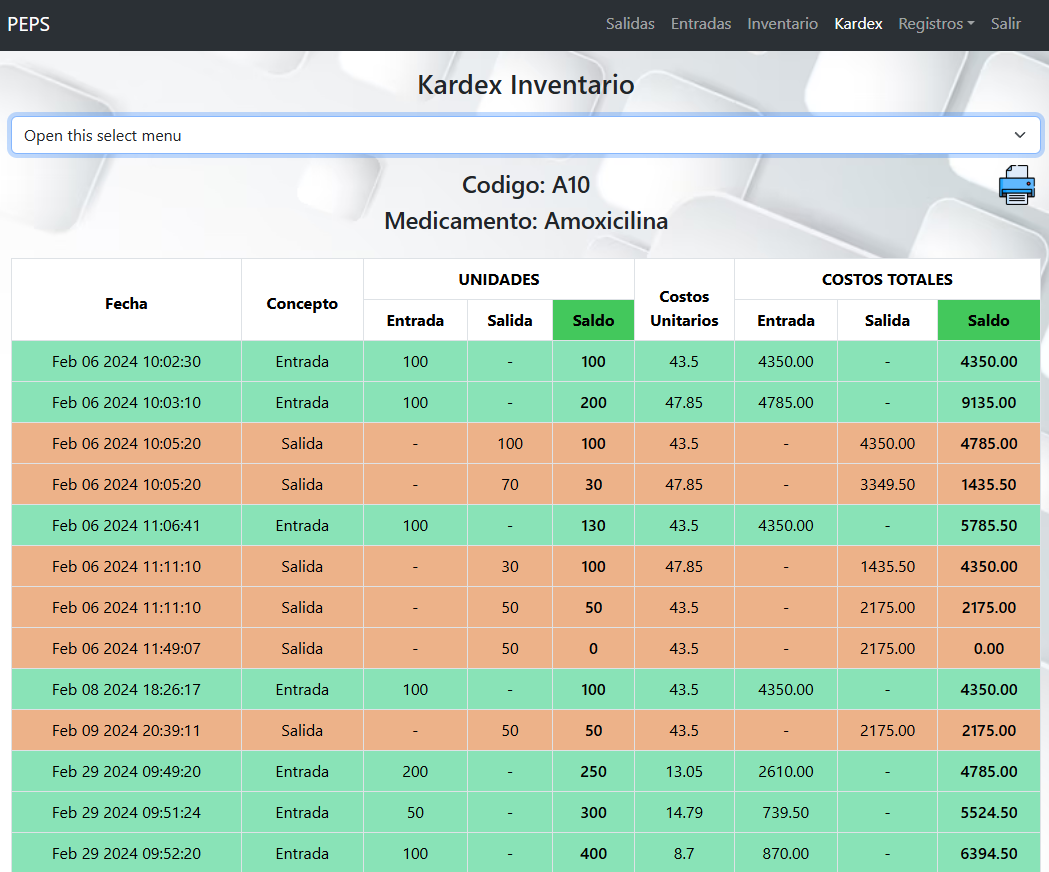 PEPS Salidas Entradas Inventario Kardex Registros Salir
Kardex Inventario
Open this select menu
Codigo: A10
Medicamento: Amoxicilina
Fecha Concepto UNIDADES Costos Unitarios COSTOS TOTALES
Entrada Salida Saldo Entrada Salida Saldo
Feb 06 2024 10:02:30 Entrada 100 - 100 43.5 4350.00 - 4350.00
Feb 06 2024 10:03:10 Entrada 100 - 200 47.85 4785.00 - 9135.00
Feb 06 2024 10:05:20 Salida - 100 100 43.5 - 4350.00 4785.00
Feb 06 2024 10:05:20 Salida - 70 30 47.85 - 3349.50 1435.50
Feb 06 2024 11:06:41 Entrada 100 - 130 43.5 4350.00 - 5785.50
Feb 06 2024 11:11:10 Salida - 30 100 47.85 - 1435.50 4350.00
Feb 06 2024 11:11:10 Salida - 50 50 43.5 - 2175.00 2175.00
Feb 06 2024 11:49:07 Salida - 50 0 43.5 - 2175.00 0.00
Feb 08 2024 18:26:17 Entrada 100 - 100 43.5 4350.00 - 4350.00
Feb 09 2024 20:39:11 Salida - 50 50 43.5 - 2175.00 2175.00
Feb 29 2024 09:49:20 Entrada 200 - 250 13.05 2610.00 - 4785.00
Feb 29 2024 09:51:24 Entrada 50 - 300 14.79 739.50 - 5524.50
Feb 29 2024 09:52:20 Entrada 100 - 400 8.7 870.00 - 6394.50